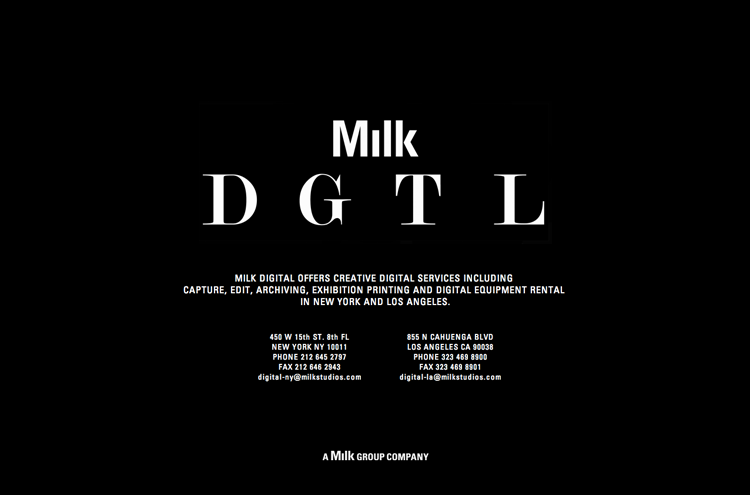 Milk
D G T L
MILK DIGITAL OFFERS CREATIVE DIGITAL SERVICES INCLUDING
CAPTURE, EDIT, ARCHIVING, EXHIBITION PRINTING AND DIGITAL EQUIPMENT RENTAL
IN NEW YORK AND LOS ANGELES.
450 W 15th ST. 8th FL
NEW YORK NY 10011
PHONE 212 645 2797
FAX 212 646 2943
digital-ny@milkstudios.com
855 N CAHUENGA BLVD
LOS ANGELES CA 90038
PHONE 323 469 8900
FAX 323 469 8901
digital-la@milkstudios.com
A Milk GROUP COMPANY